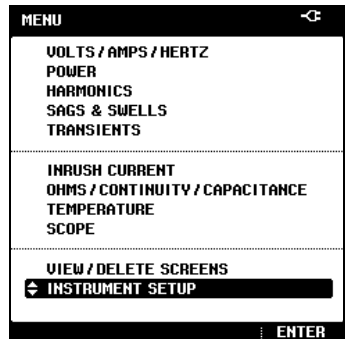 MENU
VOLTS/AMPS/HERTZ
POWER
HARMONICS
SAGS & SWELLS
TRANSIENTS
INRUSH CURRENT
OHMS/CONTINUITY/CAPACITANCE
TEMPERATURE
SCOPE
VIEW/DELETE SCREENS
INSTRUMENT SETUP
ENTER